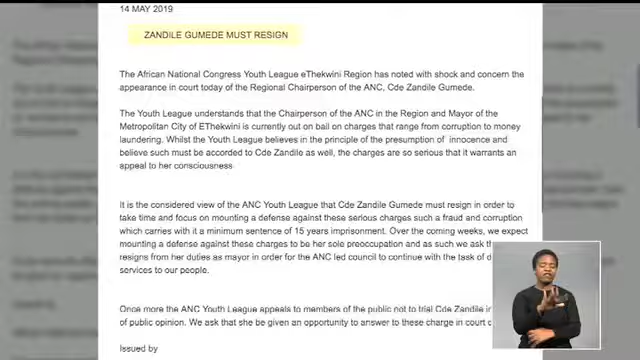 14 MAY 2019
ZANDILE GUMEDE MUST RESIGN
The African National Congress Youth League eThekwini Region has noted with shock and concern the
appearance in court today of the Regional Chairperson of the ANC, Cde Zandile Gumede.
The Youth League understands that the Chairperson of the ANC in the Region and Mayor of the
Metropolitan City of EThekwini is currently out on bail on charges that range from corruption to money
laundering. Whilst the Youth League believes in the principle of the presumption of innocence and
believe such must be accorded to Cde Zandile as well, the charges are so serious that it warrants an
appeal to her consciousness
It is the considered view of the ANC Youth League that Cde Zandile Gumede must resign in order to
take time and focus on mounting a defense against these serious charges such a fraud and corruption
which carries with it a minimum sentence of 15 years imprisonment. Over the coming weeks, we expect
mounting a defense against these charges to be her sole preoccupation and as such we ask
resigns from her duties as mayor in order for the ANC led council to continue with the task of
services to our people.
Once more the ANC Youth League appeals to members of the public not to trial Cde Zandile
of public opinion. We ask that she be given an opportunity to answer to these charge in court
Issued by